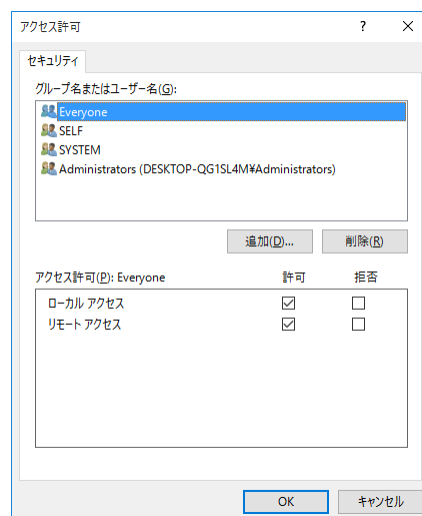 アクセス許可
セキュリティ
グループ名またはユーザー名(G):
Everyone
SELF
SYSTEM
Administrators (DESKTOP-QG1SL4M¥Administrators)
追加(D)... 削除(R)
アクセス許可(P): Everyone 許可 拒否
ローカル アクセス
リモート アクセス
OK キャンセル